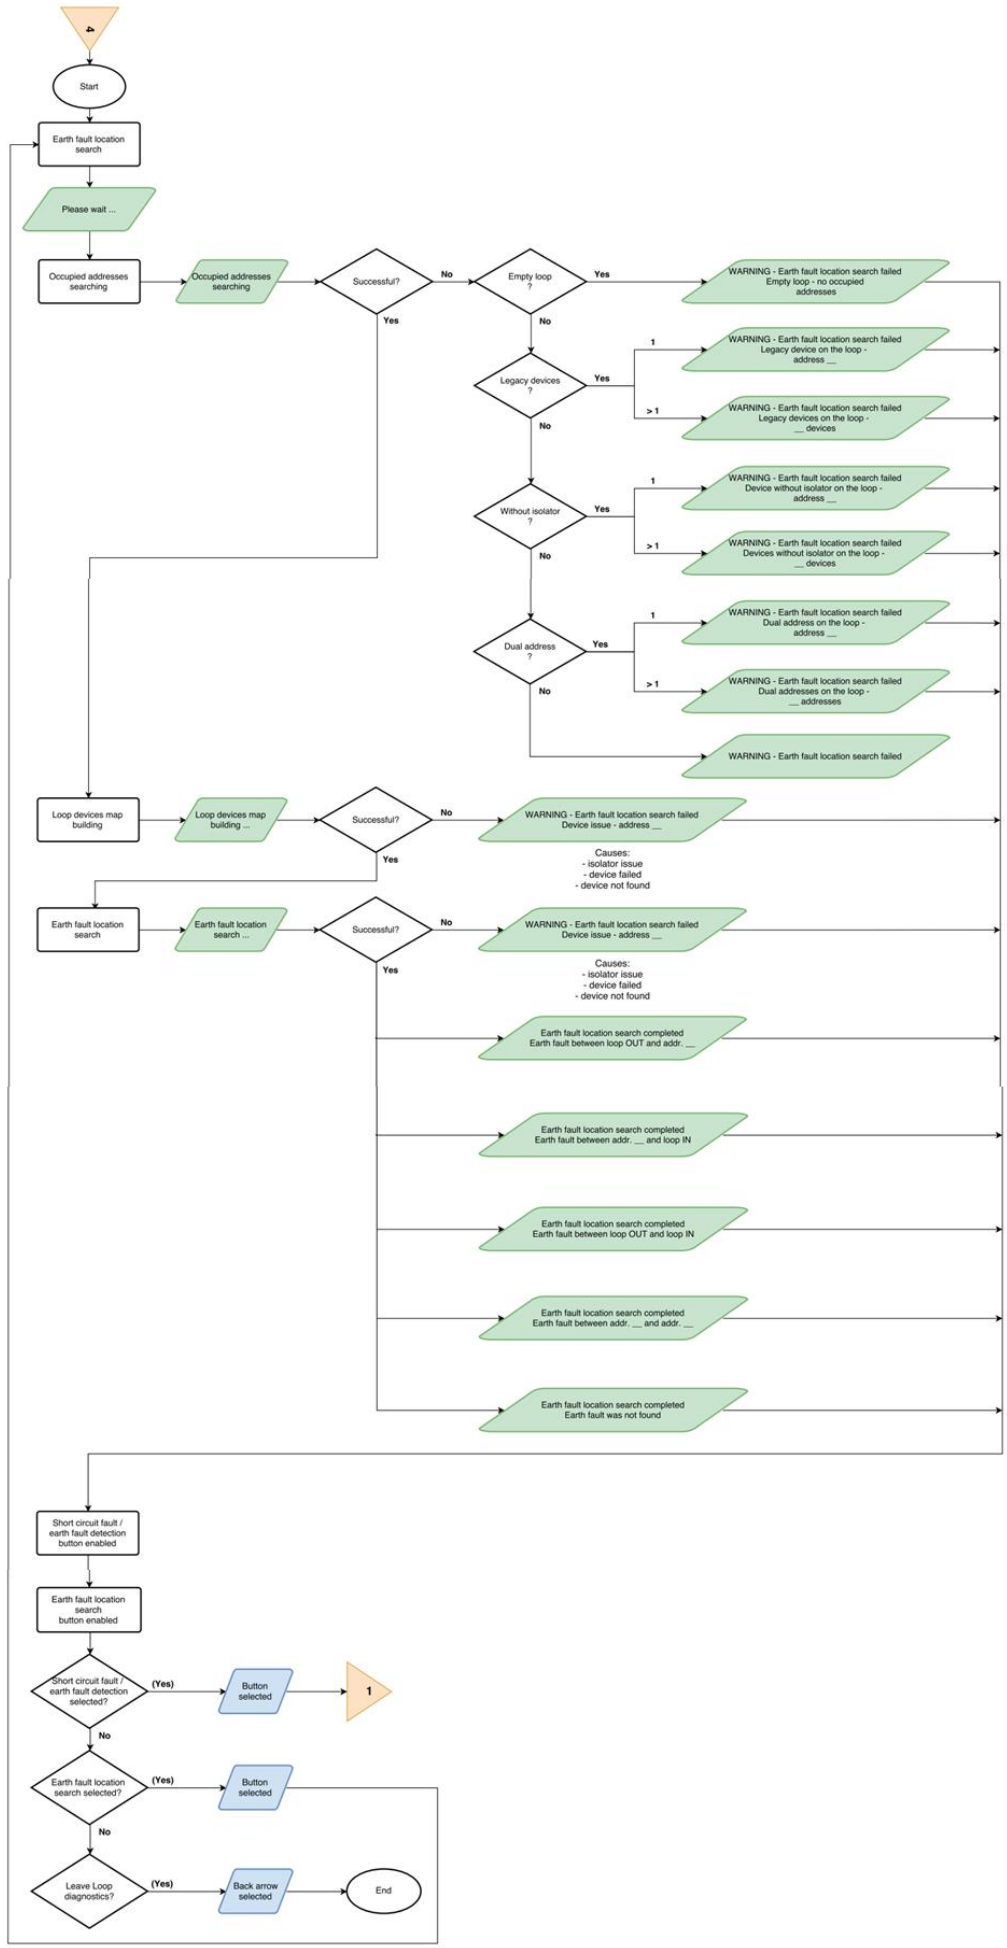 4
Start
Earth fault location
search
Please wait ...
Occupied addresses
searching
Occupied addresses
searching
Successful?
No
Yes
Empty loop
?
Yes
No
WARNING - Earth fault location search failed
Empty loop - no occupied
addresses
Legacy devices
?
Yes
No
1
WARNING - Earth fault location search failed
Legacy device on the loop -
address __
> 1
WARNING - Earth fault location search failed
Legacy devices on the loop -
__ devices
Without isolator
?
Yes
No
1
WARNING - Earth fault location search failed
Device without isolator on the loop -
address __
> 1
WARNING - Earth fault location search failed
Devices without isolator on the loop -
__ devices
Dual address
?
Yes
No
1
WARNING - Earth fault location search failed
Dual address on the loop -
address __
> 1
WARNING - Earth fault location search failed
Dual addresses on the loop -
__ addresses
WARNING - Earth fault location search failed
Loop devices map
building
Loop devices map
building ...
Successful?
No
Yes
WARNING - Earth fault location search failed
Device issue - address __
Causes:
- isolator issue
- device failed
- device not found
Earth fault location
search
Earth fault location
search ...
Successful?
No
Yes
WARNING - Earth fault location search failed
Device issue - address __
Causes:
- isolator issue
- device failed
- device not found
Earth fault location search completed
Earth fault between loop OUT and addr. __
Earth fault location search completed
Earth fault between addr. __ and loop IN
Earth fault location search completed
Earth fault between loop OUT and loop IN
Earth fault location search completed
Earth fault between addr. __ and addr. __
Earth fault location search completed
Earth fault was not found
Short circuit fault /
earth fault detection
button enabled
Earth fault location
search
button enabled
Short circuit fault /
earth fault detection
selected?
(Yes)
No
Button
selected
1
Earth fault location
search selected?
(Yes)
No
Button
selected
Leave Loop
diagnostics?
(Yes)
Back arrow
selected
End